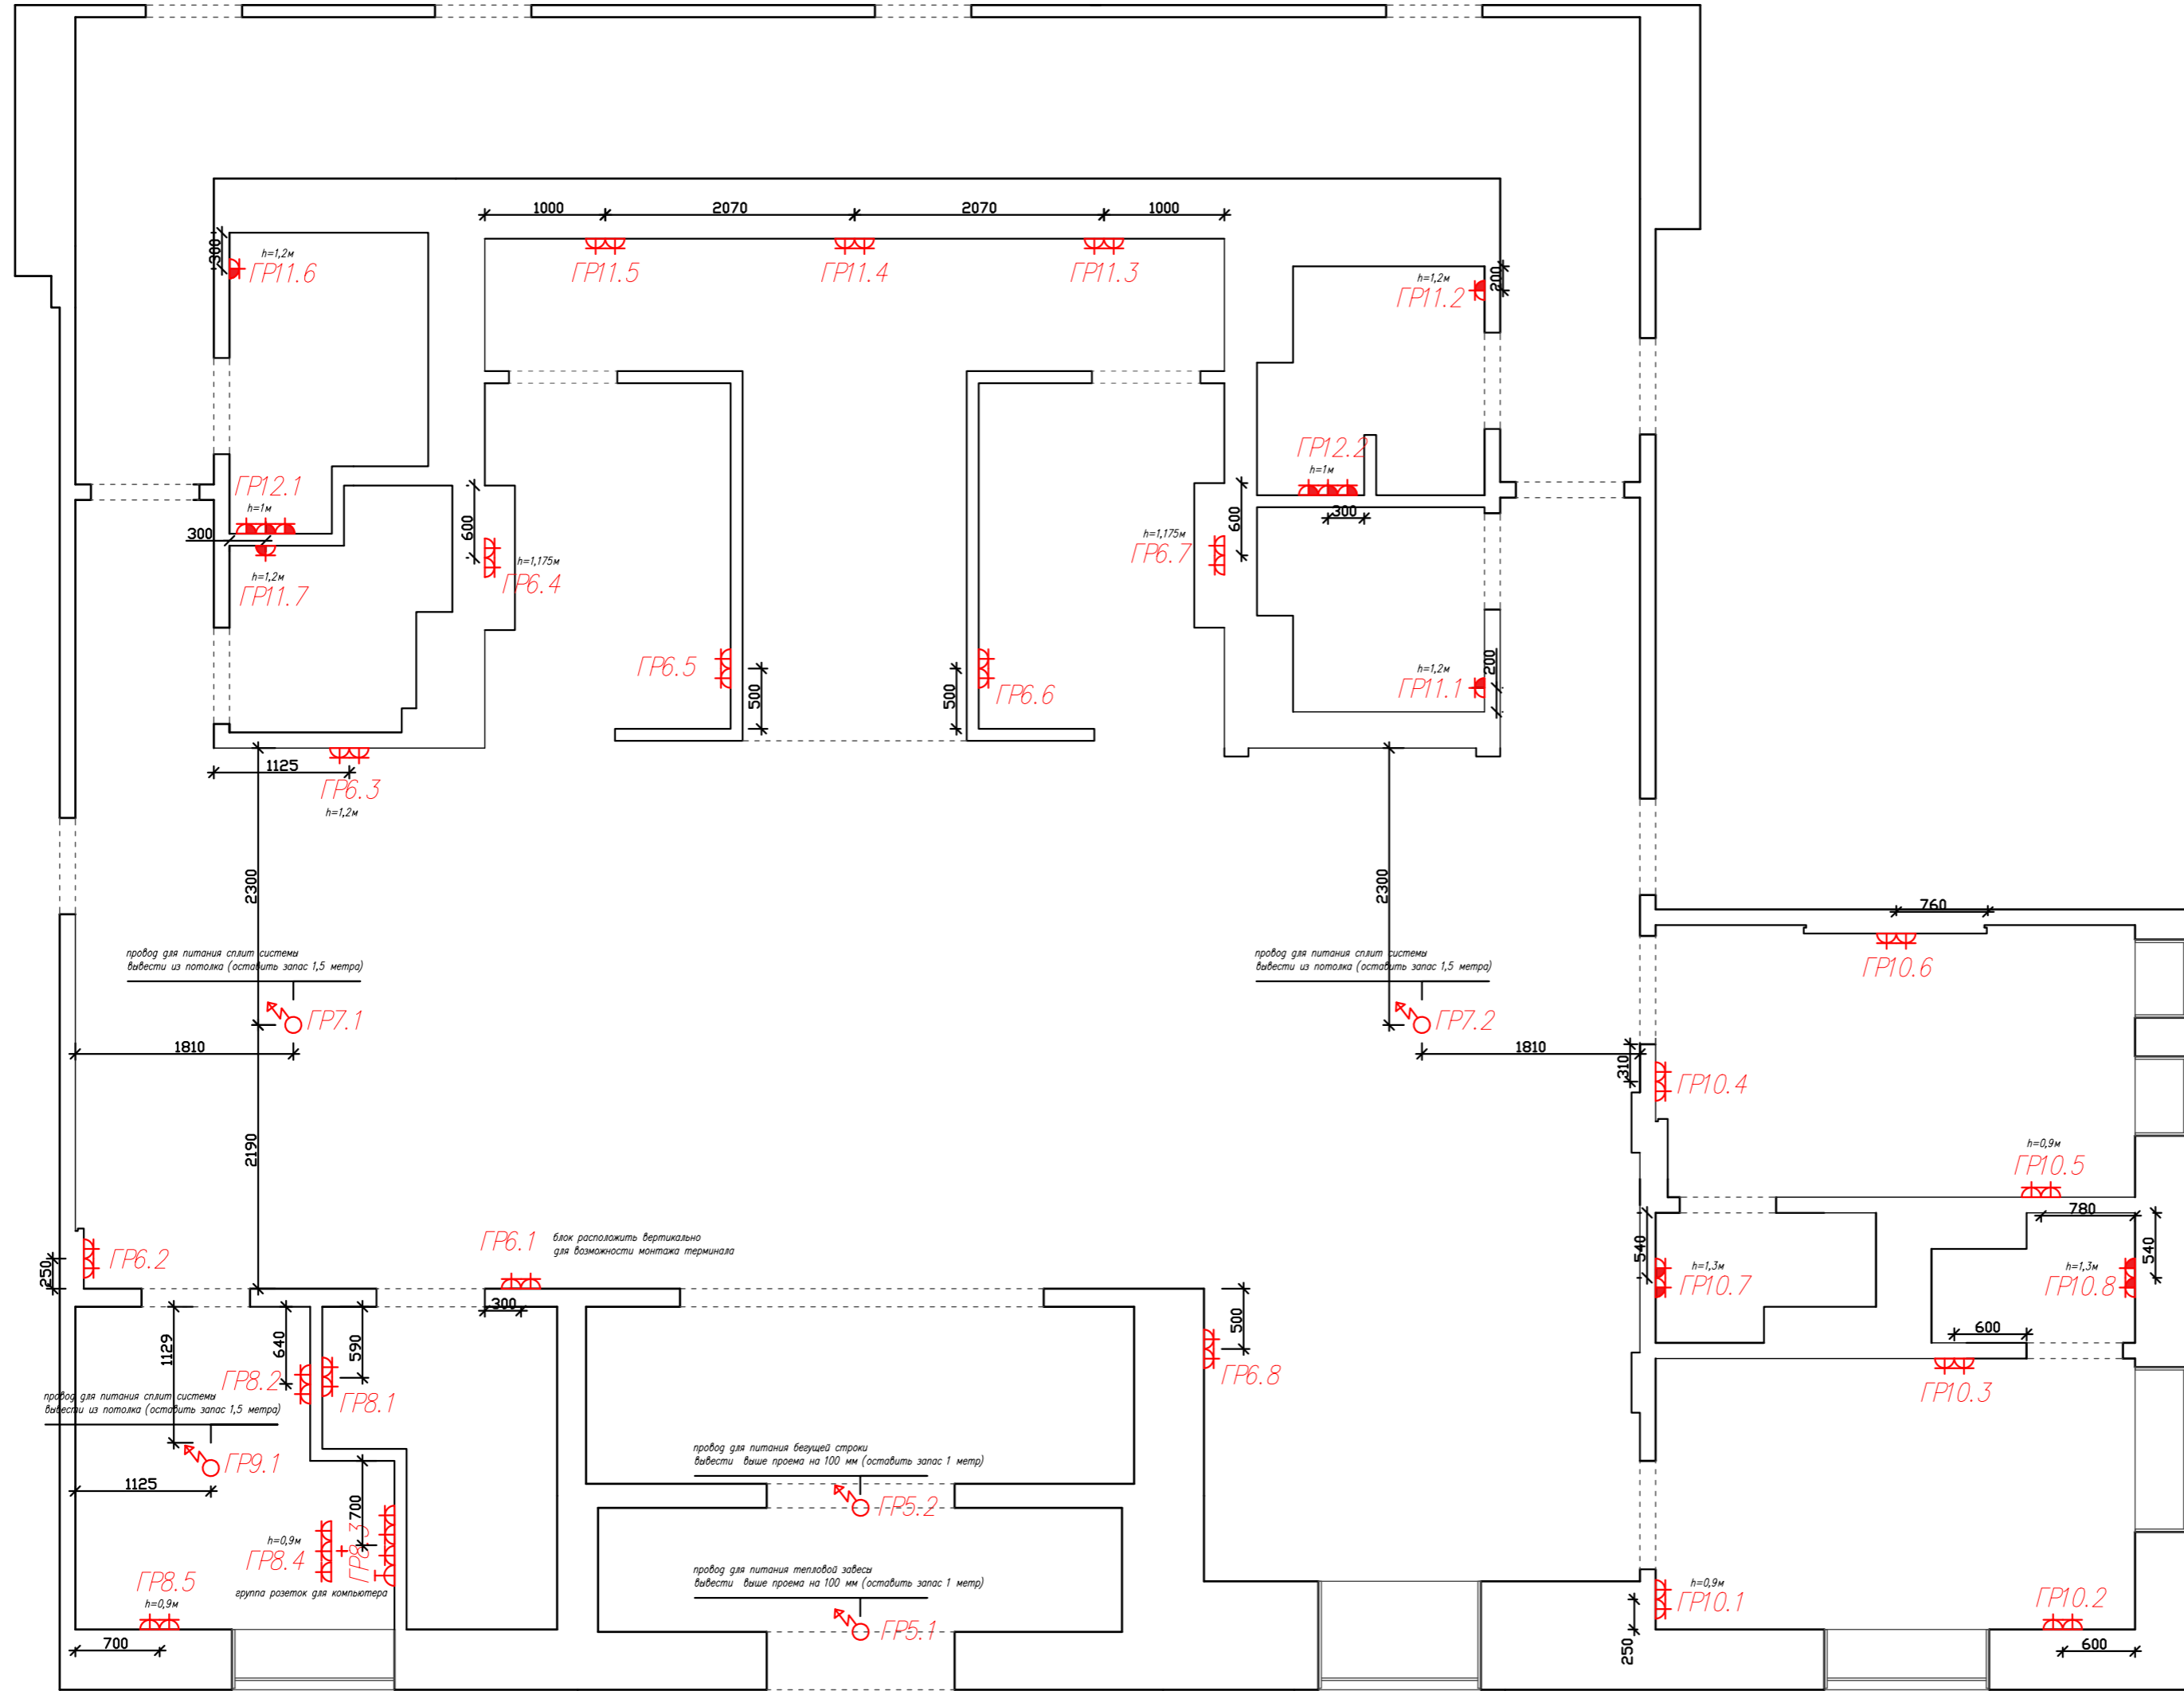 1000
2070
2070
1000
300
h=1,2м
ГР11.6
ГР11.5
ГР11.4
ГР11.3
h=1,2м
ГР11.2
200
ГР12.2
h=1м
300
ГР12.1
h=1м
300
h=1,2м
ГР11.7
600
h=1,175м
ГР6.4
h=1,175м
ГР6.7
600
ГР6.5
500
500
ГР6.6
h=1,2м
ГР11.1
200
1125
ГР6.3
h=1,2м
2300
2300
760
ГР10.6
провод для питания сплит системы
вывести из потолка (оставить запас 1,5 метра)
ГР7.1
1810
провод для питания сплит системы
вывести из потолка (оставить запас 1,5 метра)
ГР7.2
1810
310
ГР10.4
2190
h=0,9м
ГР10.5
780
540
h=1,3м
ГР10.7
h=1,3м
ГР10.8
540
250
ГР6.2
ГР6.1
блок расположить вертикально
для возможности монтажа терминала
300
500
ГР6.8
600
ГР10.3
1129
640
590
ГР8.2
ГР8.1
провод для питания сплит системы
вывести из потолка (оставить запас 1,5 метра)
ГР9.1
1125
700
провод для питания бегущей строки
вывести выше проема на 100 мм (оставить запас 1 метр)
ГР5.2
h=0,9м
ГР8.4
+
ГР8.3
группа розеток для компьютера
провод для питания тепловой завесы
вывести выше проема на 100 мм (оставить запас 1 метр)
ГР5.1
ГР8.5
h=0,9м
700
h=0,9м
ГР10.1
250
ГР10.2
600